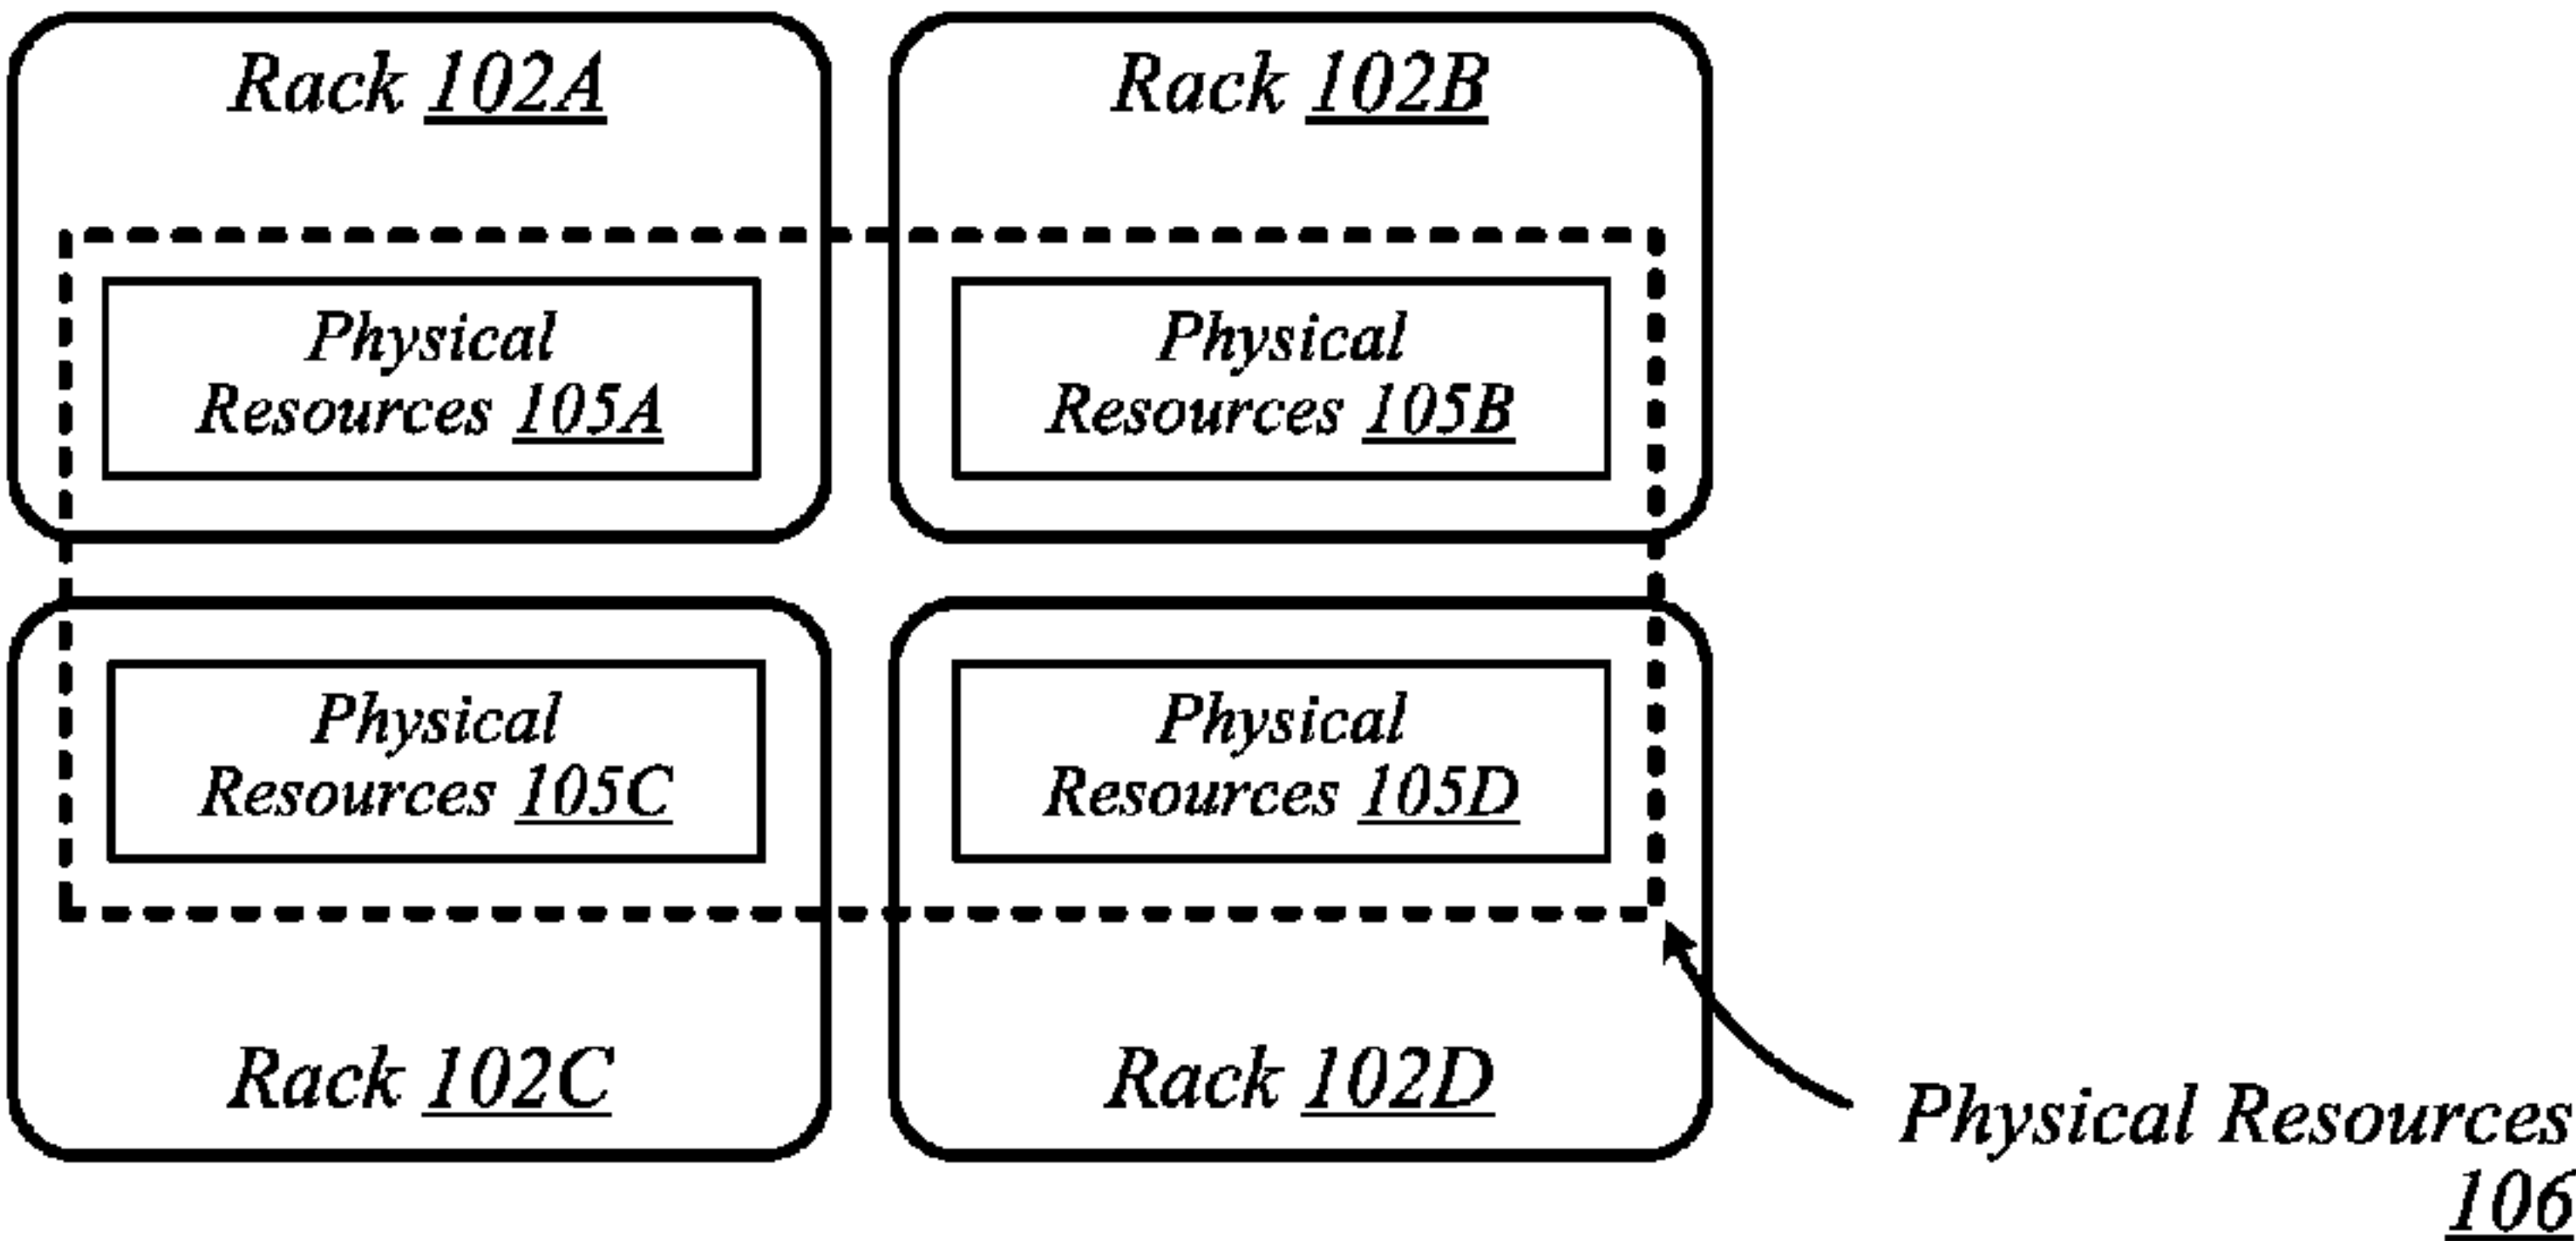 Rack 102A
Rack 102B
Physical
Resources 105A
Physical
Resources 105B
Physical
Resources 105C
Physical
Resources 105D
Rack 102C
Rack 102D
Physical Resources
106